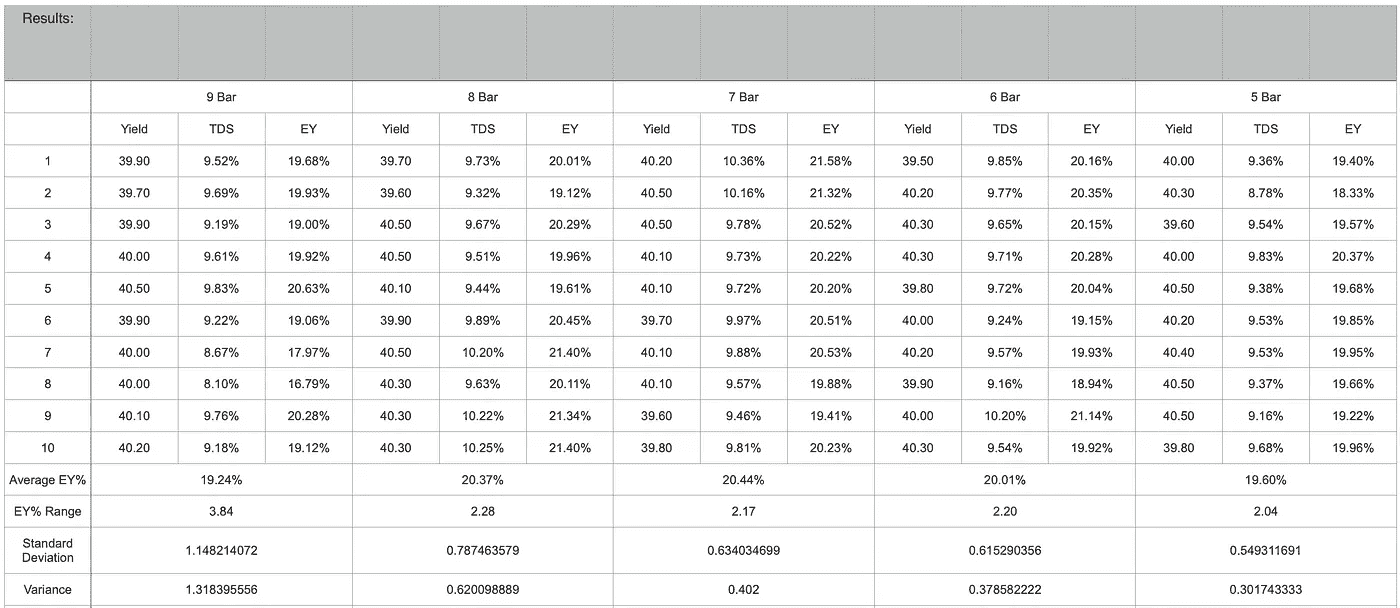 Results:
9 Bar 8 Bar 7 Bar 6 Bar 5 Bar
Yield TDS EY Yield TDS EY Yield TDS EY Yield TDS EY Yield TDS EY
1 39.90 9.52% 19.68% 39.70 9.73% 20.01% 40.20 10.36% 21.58% 39.50 9.85% 20.16% 40.00 9.36% 19.40%
2 39.70 9.69% 19.93% 39.60 9.32% 19.12% 40.50 10.16% 21.32% 40.20 9.77% 20.35% 40.30 8.78% 18.33%
3 39.90 9.19% 19.00% 40.50 9.67% 20.29% 40.50 9.78% 20.52% 40.30 9.65% 20.15% 39.60 9.54% 19.57%
4 40.00 9.61% 19.92% 40.50 9.51% 19.96% 40.10 9.73% 20.22% 40.30 9.71% 20.28% 40.00 9.83% 20.37%
5 40.50 9.83% 20.63% 40.10 9.44% 19.61% 40.10 9.72% 20.20% 39.80 9.72% 20.04% 40.50 9.38% 19.68%
6 39.90 9.22% 19.06% 39.90 9.89% 20.45% 39.70 9.97% 20.51% 40.00 9.24% 19.15% 40.20 9.53% 19.85%
7 40.00 8.67% 17.97% 40.50 10.20% 21.40% 40.10 9.88% 20.53% 40.20 9.57% 19.93% 40.40 9.53% 19.95%
8 40.00 8.10% 16.79% 40.30 9.63% 20.11% 40.10 9.57% 19.88% 39.90 9.16% 18.94% 40.50 9.37% 19.66%
9 40.10 9.76% 20.28% 40.30 10.22% 21.34% 39.60 9.46% 19.41% 40.00 10.20% 21.14% 40.50 9.16% 19.22%
10 40.20 9.18% 19.12% 40.30 10.25% 21.40% 39.80 9.81% 20.23% 40.30 9.54% 19.92% 39.80 9.68% 19.96%
Average EY% 19.24% 20.37% 20.44% 20.01% 19.60%
EY% Range 3.84 2.28 2.17 2.20 2.04
Standard
Deviation 1.148214072 0.787463579 0.634034699 0.615290356 0.549311691
Variance 1.318395556 0.620098889 0.402 0.378582222 0.301743333